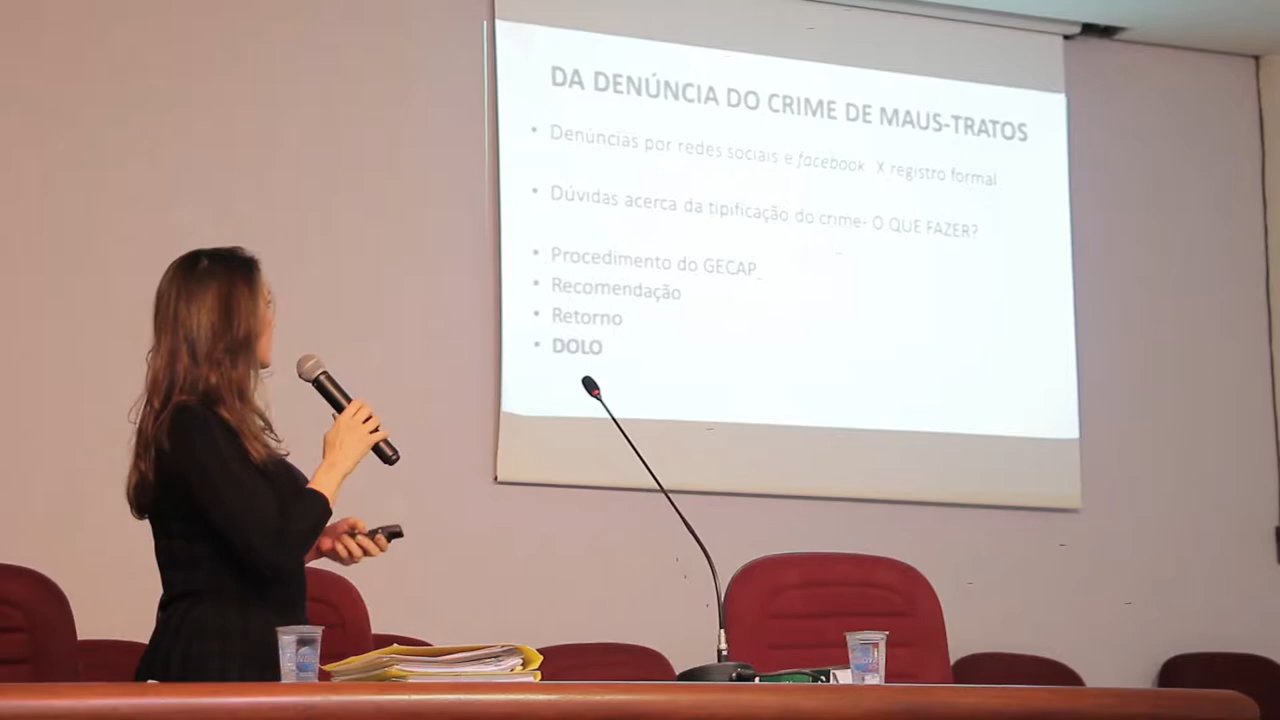 DA DENÚNCIA DO CRIME DE MAUS-TRATOS
• Denúncias por redes sociais e facebook X registro formal
• Dúvidas acerca da tipificação do crime- O QUE FAZER?
• Procedimento do GECAP_
• Recomendação
• Retorno
• DOLO